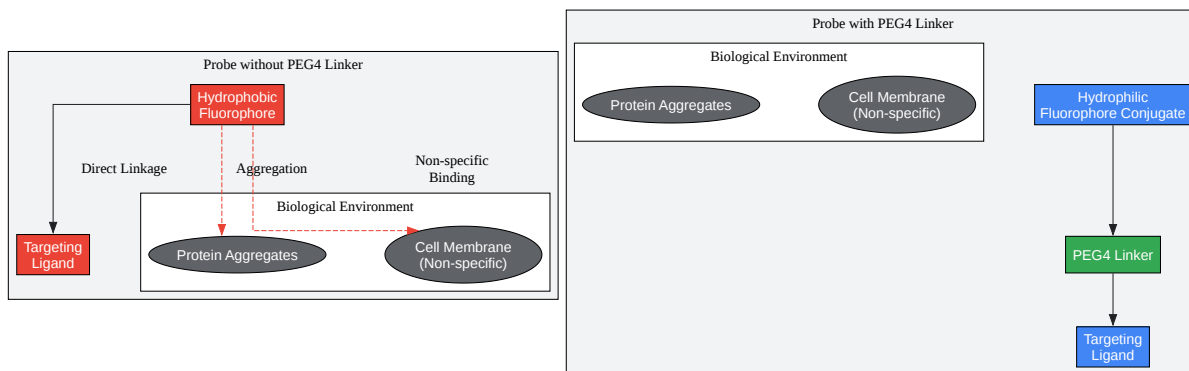 Probe without PEG4 Linker
Hydrophobic
Fluorophore
Direct Linkage
Aggregation
Non-specific
Binding
Biological Environment
Targeting
Ligand
Protein Aggregates
Cell Membrane
(Non-specific)
Probe with PEG4 Linker
Biological Environment
Protein Aggregates
Cell Membrane
(Non-specific)
Hydrophilic
Fluorophore Conjugate
PEG4 Linker
Targeting
Ligand